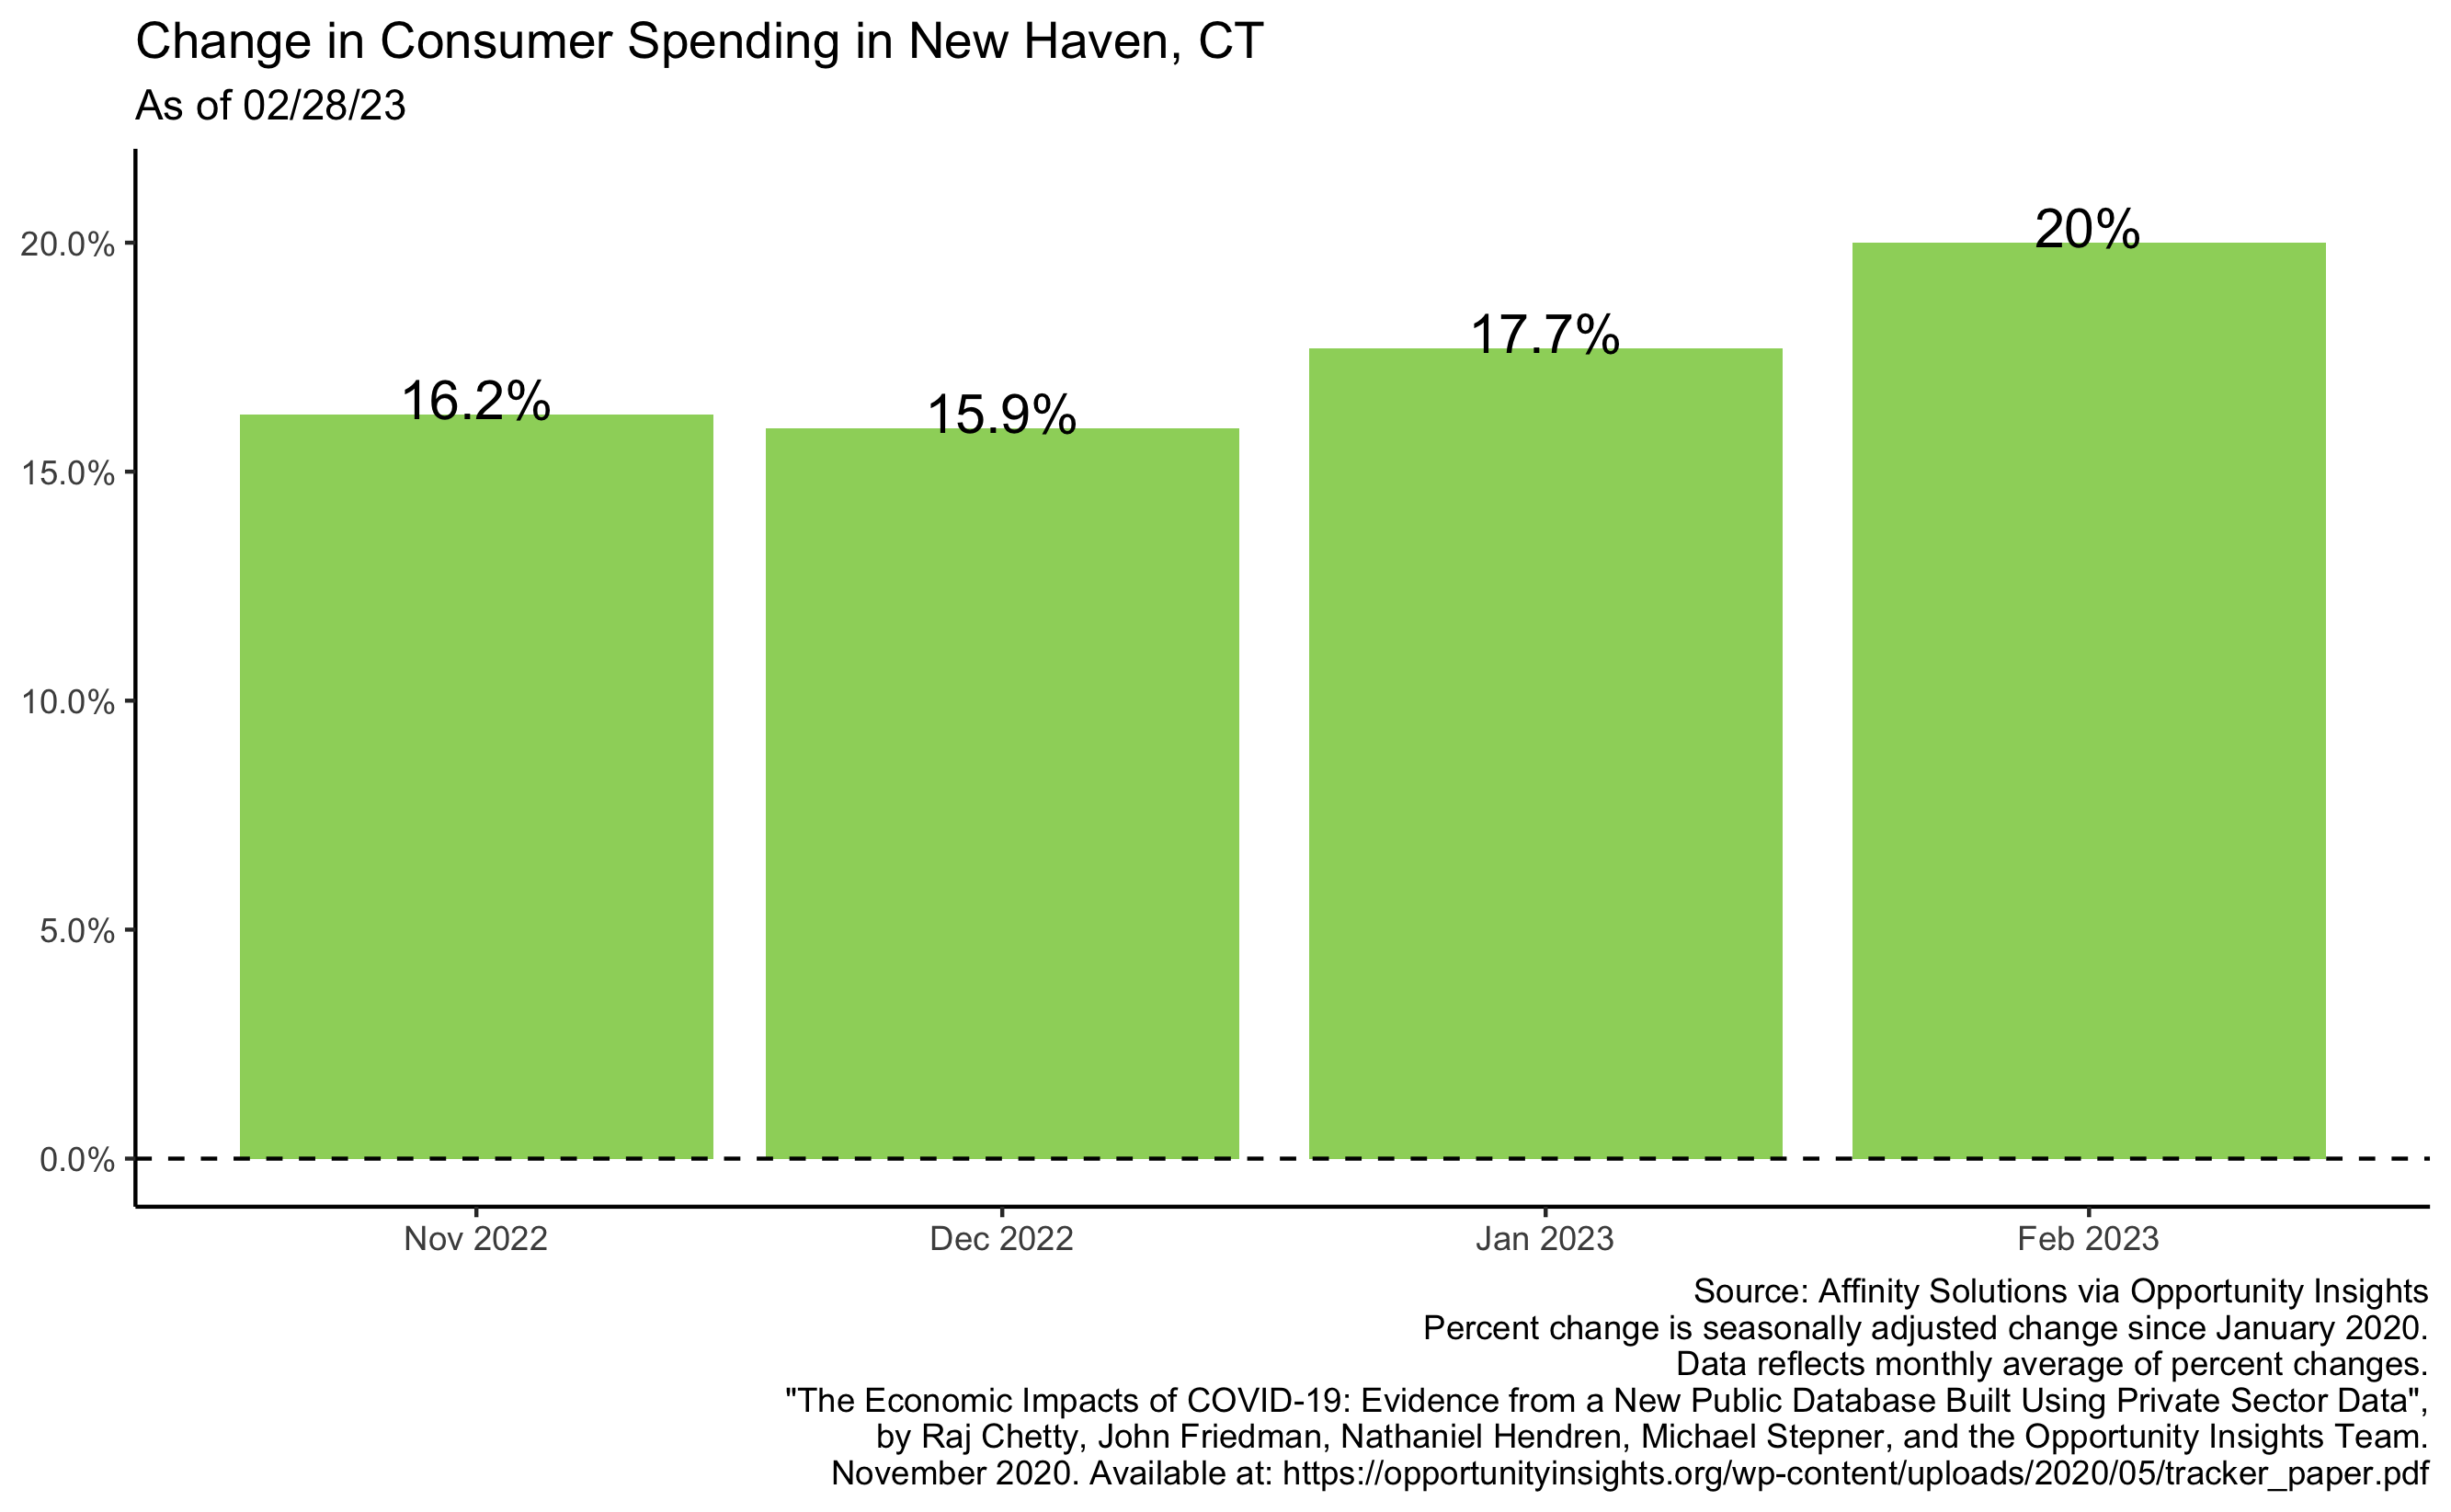 Change in Consumer Spending in New Haven, CT
As of 02/28/23
20.0%
15.0%
10.0%
5.0%
0.0%
16.2%
15.9%
17.7%
20%
Nov 2022
Dec 2022
Jan 2023
Feb 2023
Source: Affinity Solutions via Opportunity Insights
Percent change is seasonally adjusted change since January 2020.
Data reflects monthly average of percent changes.
"The Economic Impacts of COVID-19: Evidence from a New Public Database Built Using Private Sector Data",
by Raj Chetty, John Friedman, Nathaniel Hendren, Michael Stepner, and the Opportunity Insights Team.
November 2020. Available at: https://opportunityinsights.org/wp-content/uploads/2020/05/tracker_paper.pdf